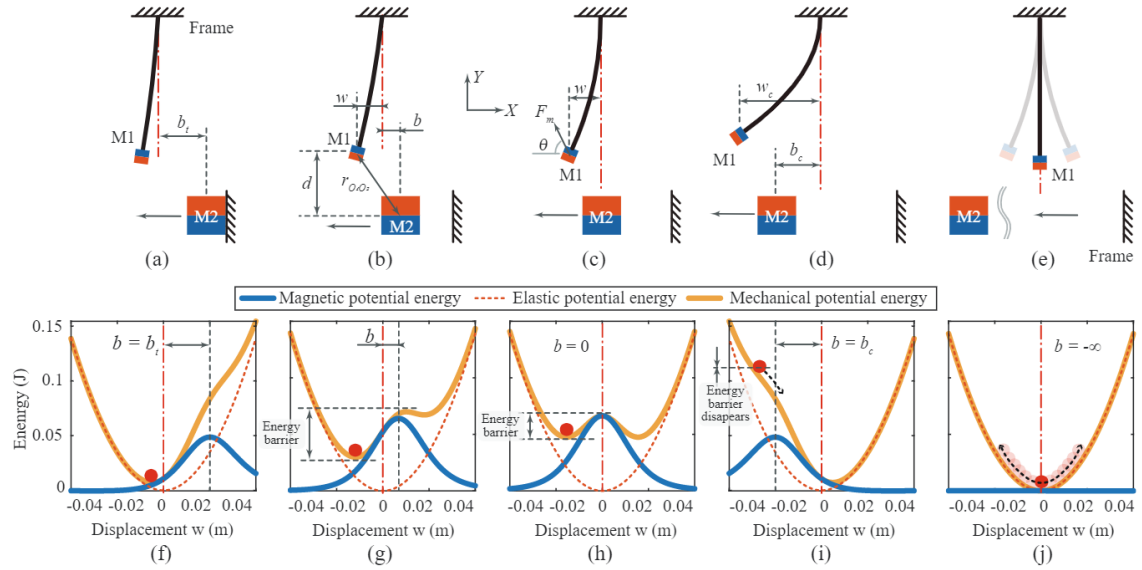 Frame
b_t
M1
M2
(a)
w
b
M1
d
r_{O_1O_2}
M2
(b)
Y
X
w
F_m
θ
M1
M2
(c)
w_c
M1
b_c
M2
(d)
M1
M2
Frame
(e)
Magnetic potential energy
Elastic potential energy
Mechanical potential energy
Energy (J)
0.15
0.1
0.05
0
b = b_t
-0.04 -0.02 0 0.02 0.04
Displacement w (m)
(f)
b
Energy
barrier
-0.04 -0.02 0 0.02 0.04
Displacement w (m)
(g)
b = 0
Energy
barrier
-0.04 -0.02 0 0.02 0.04
Displacement w (m)
(h)
b = b_c
Energy
barrier
disapears
-0.04 -0.02 0 0.02 0.04
Displacement w (m)
(i)
b = -∞
-0.04 -0.02 0 0.02 0.04
Displacement w (m)
(j)